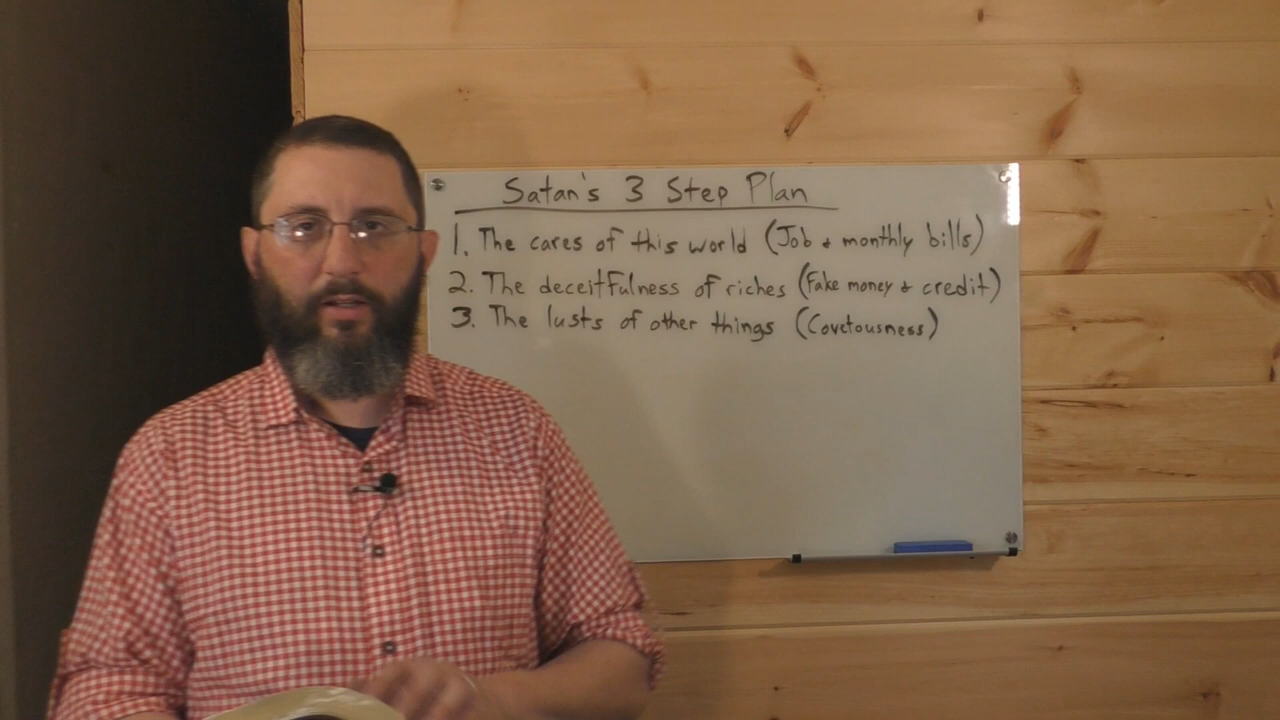 Satan's 3 Step Plan
1. The cares of this world (Job & monthly bills)
2. The deceitfulness of riches (Fake money & credit)
3. The lusts of other things (Covetousness)